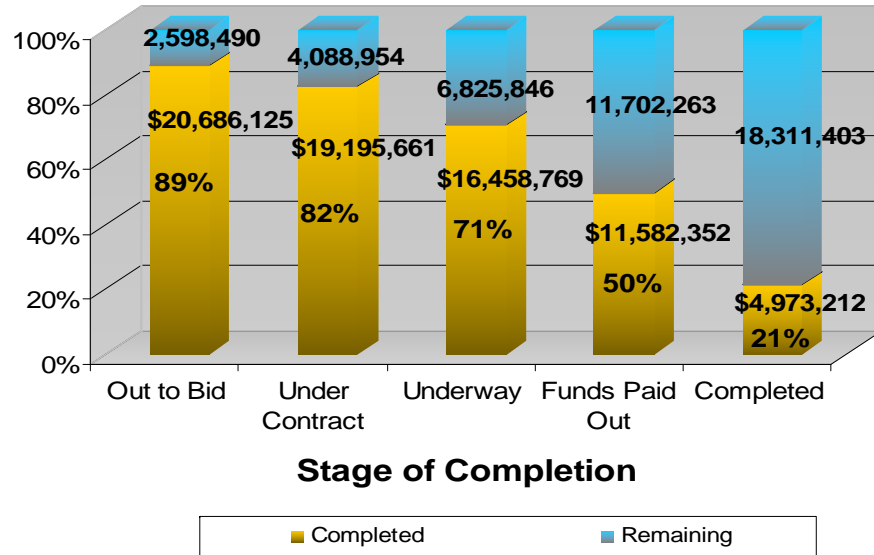 100%
80%
60%
40%
20%
0%
2,598,490
$20,686,125
89%
4,088,954
$19,195,661
82%
6,825,846
$16,458,769
71%
11,702,263
$11,582,352
50%
18,311,403
$4,973,212
21%
Out to Bid
Under
Contract
Underway
Funds Paid
Out
Completed
Stage of Completion
Completed
Remaining